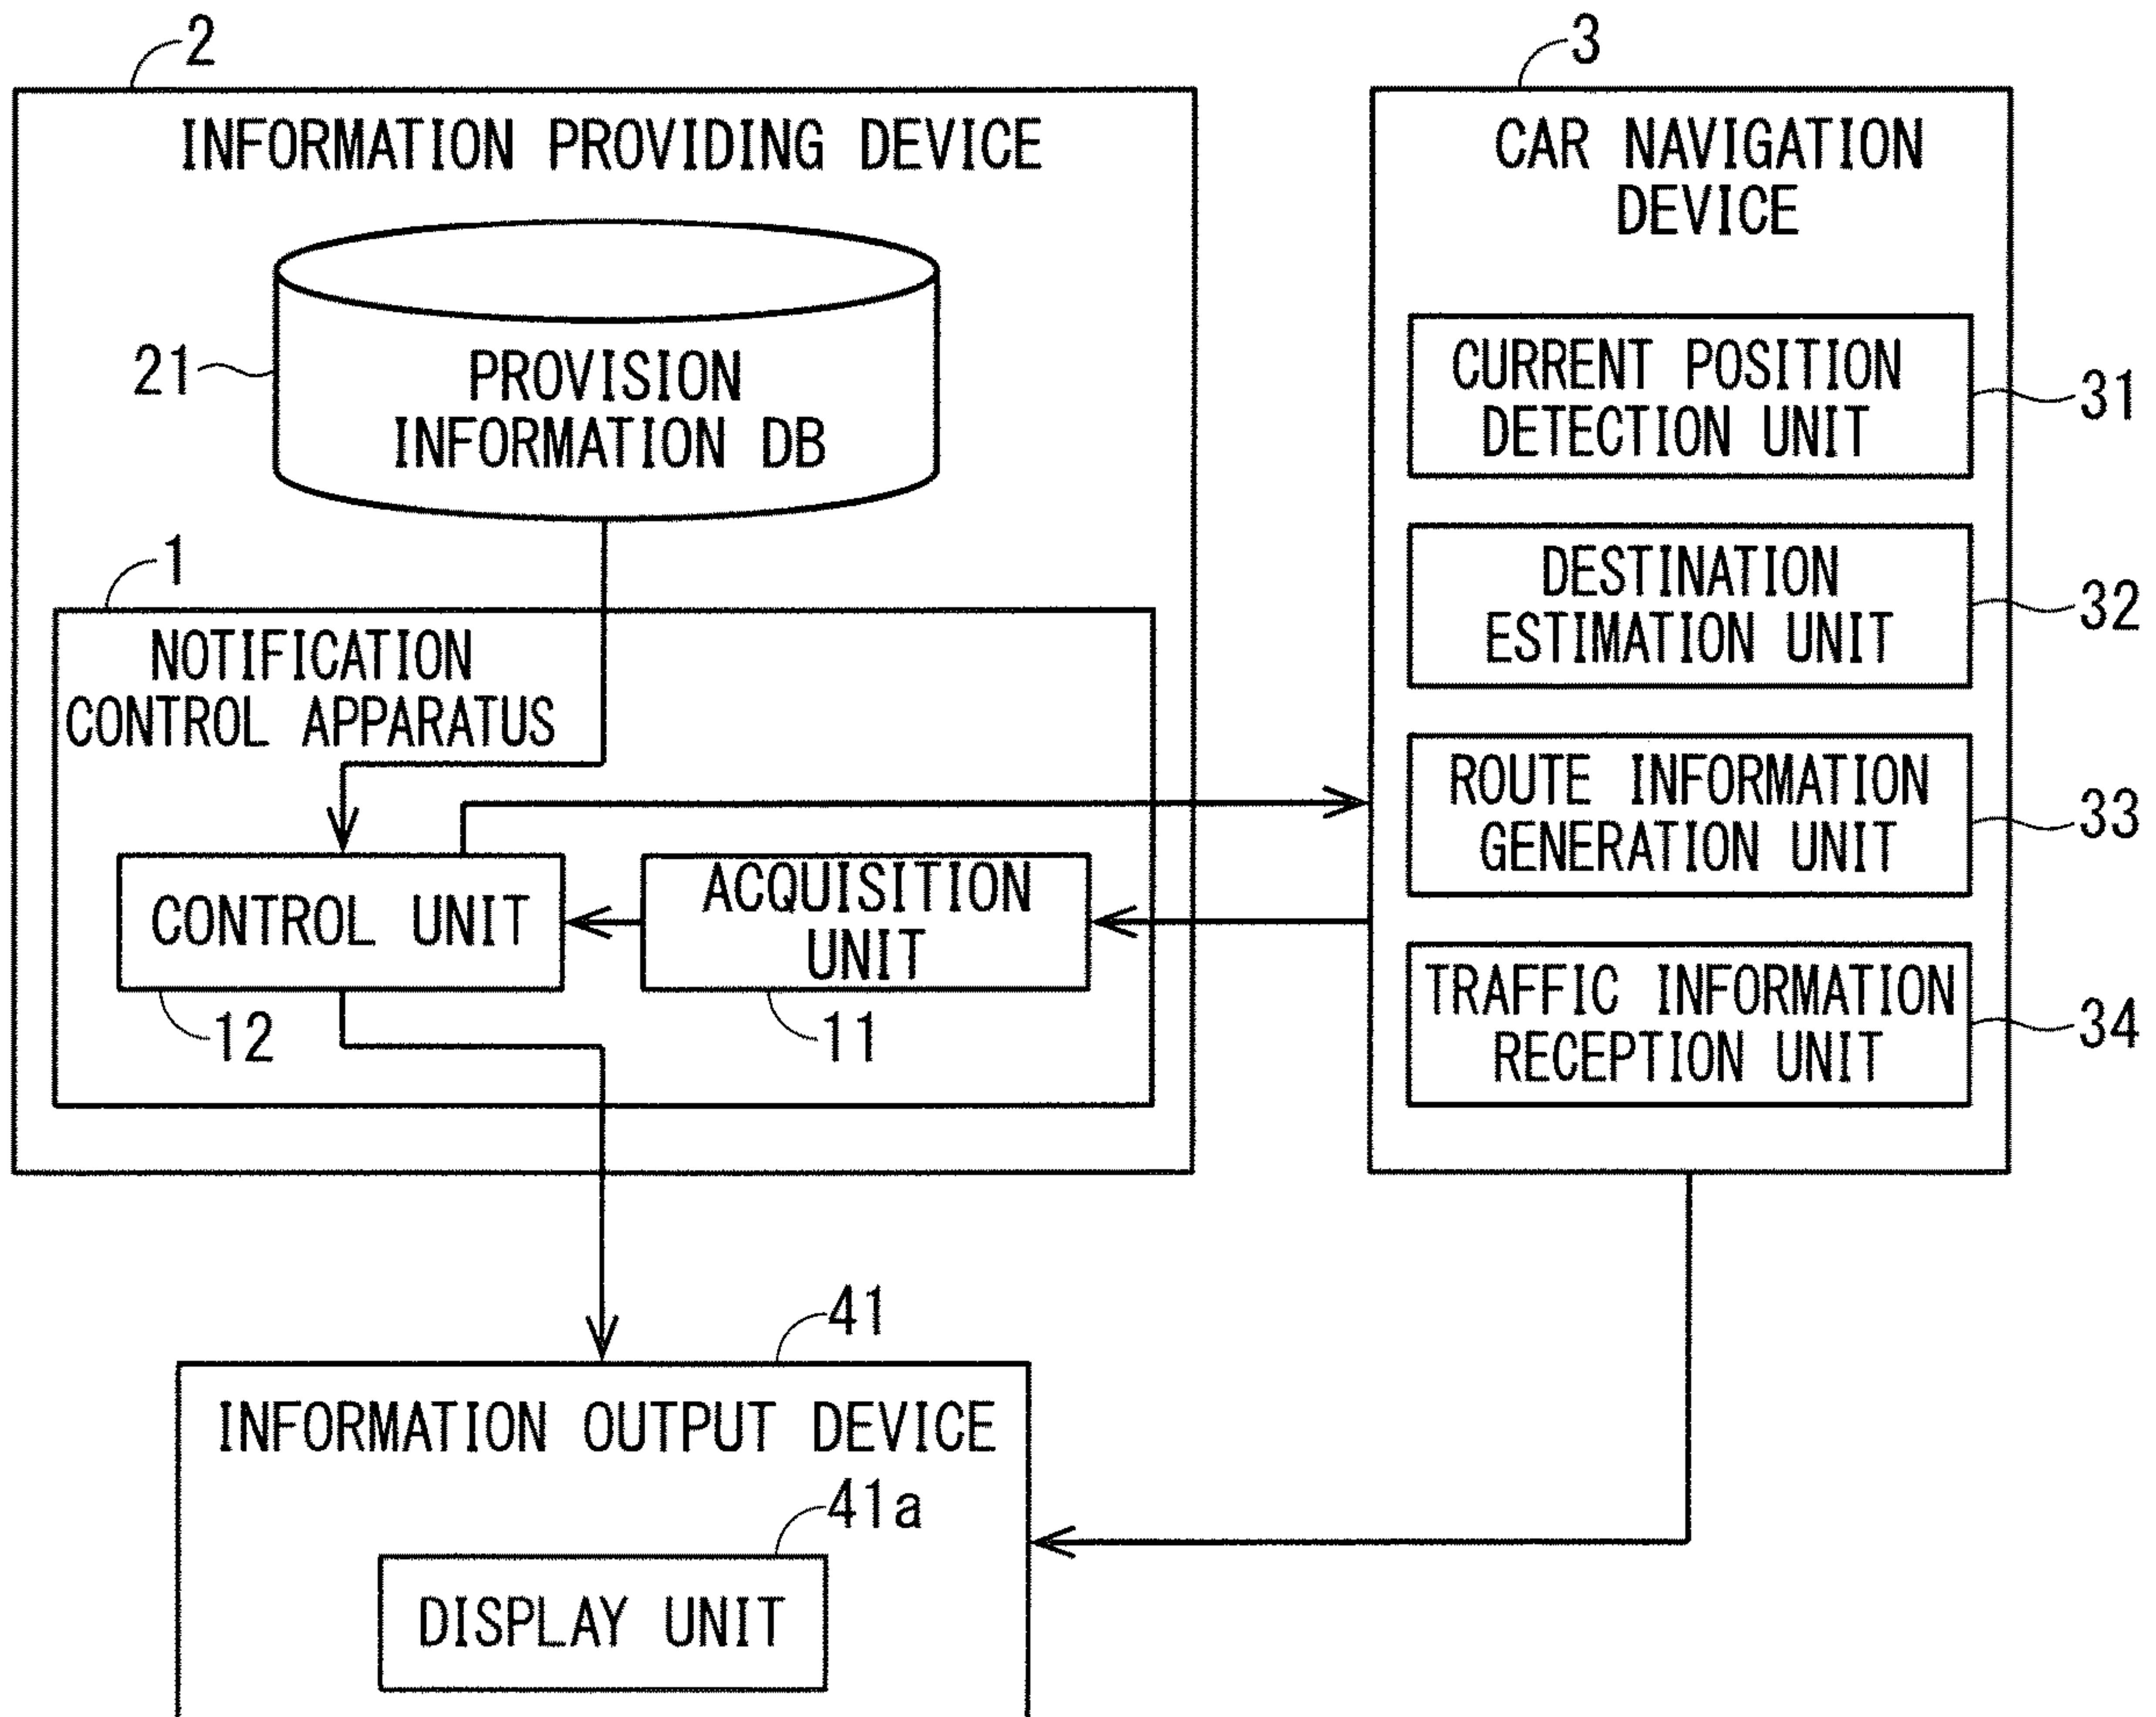 2
INFORMATION PROVIDING DEVICE
21
PROVISION
INFORMATION DB
1
NOTIFICATION
CONTROL APPARATUS
CONTROL UNIT
12
ACQUISITION
UNIT
11
3
CAR NAVIGATION
DEVICE
CURRENT POSITION
DETECTION UNIT
31
DESTINATION
ESTIMATION UNIT
32
ROUTE INFORMATION
GENERATION UNIT
33
TRAFFIC INFORMATION
RECEPTION UNIT
34
41
INFORMATION OUTPUT DEVICE
41a
DISPLAY UNIT